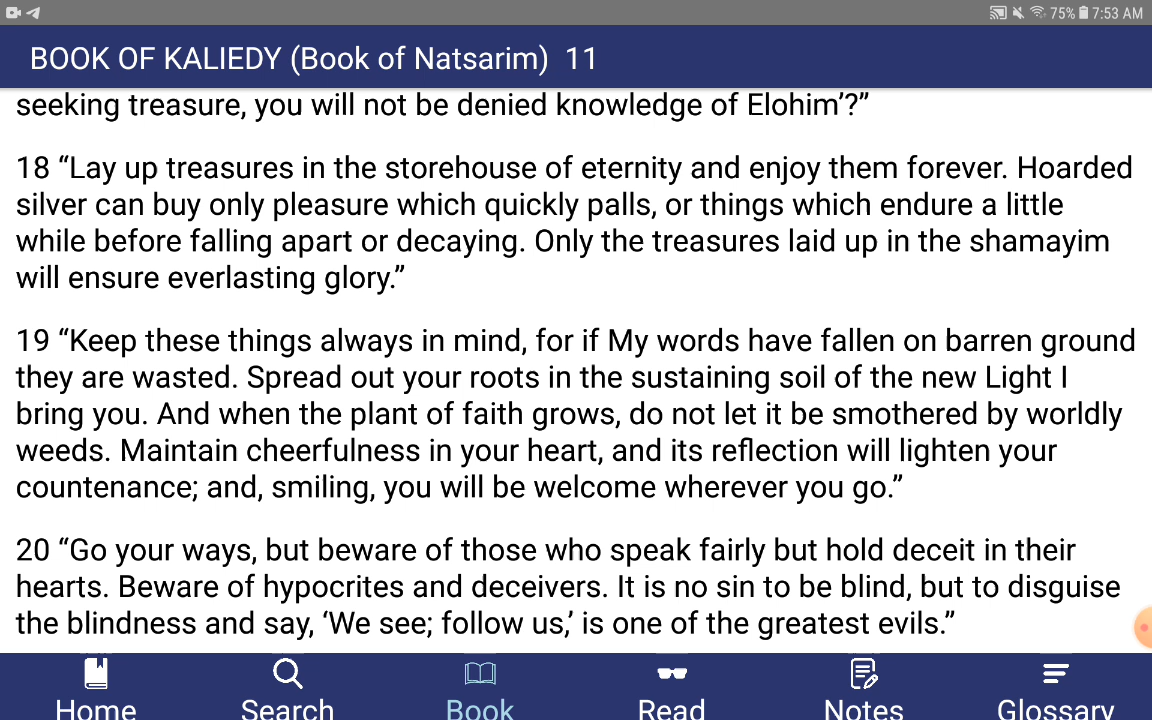 75% 7:53 AM
BOOK OF KALIEDY (Book of Natsarim) 11
seeking treasure, you will not be denied knowledge of Elohim’?”
18 “Lay up treasures in the storehouse of eternity and enjoy them forever. Hoarded
silver can buy only pleasure which quickly palls, or things which endure a little
while before falling apart or decaying. Only the treasures laid up in the shamayim
will ensure everlasting glory.”
19 “Keep these things always in mind, for if My words have fallen on barren ground
they are wasted. Spread out your roots in the sustaining soil of the new Light I
bring you. And when the plant of faith grows, do not let it be smothered by worldly
weeds. Maintain cheerfulness in your heart, and its reflection will lighten your
countenance; and, smiling, you will be welcome wherever you go.”
20 “Go your ways, but beware of those who speak fairly but hold deceit in their
hearts. Beware of hypocrites and deceivers. It is no sin to be blind, but to disguise
the blindness and say, ‘We see; follow us,’ is one of the greatest evils.”
Home Search Book Read Notes Glossary